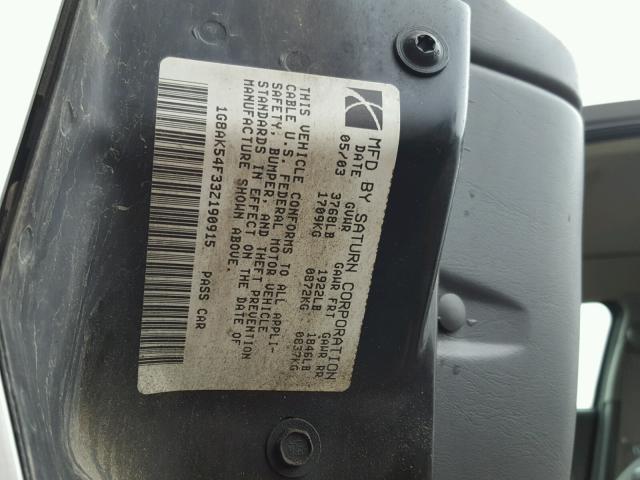 MFD BY SATURN CORPORATION
DATE GVWR GAWR FRT GAWR RR
05/03 3768LB 1922LB 1846LB
1709KG 0872KG 0837KG
THIS VEHICLE CONFORMS TO ALL APPLI-
CABLE U.S. FEDERAL MOTOR VEHICLE
SAFETY, BUMPER, AND THEFT PREVENTION
STANDARDS IN EFFECT ON THE DATE OF
MANUFACTURE SHOWN ABOVE.
1G8AK54F33Z190915 PASS CAR